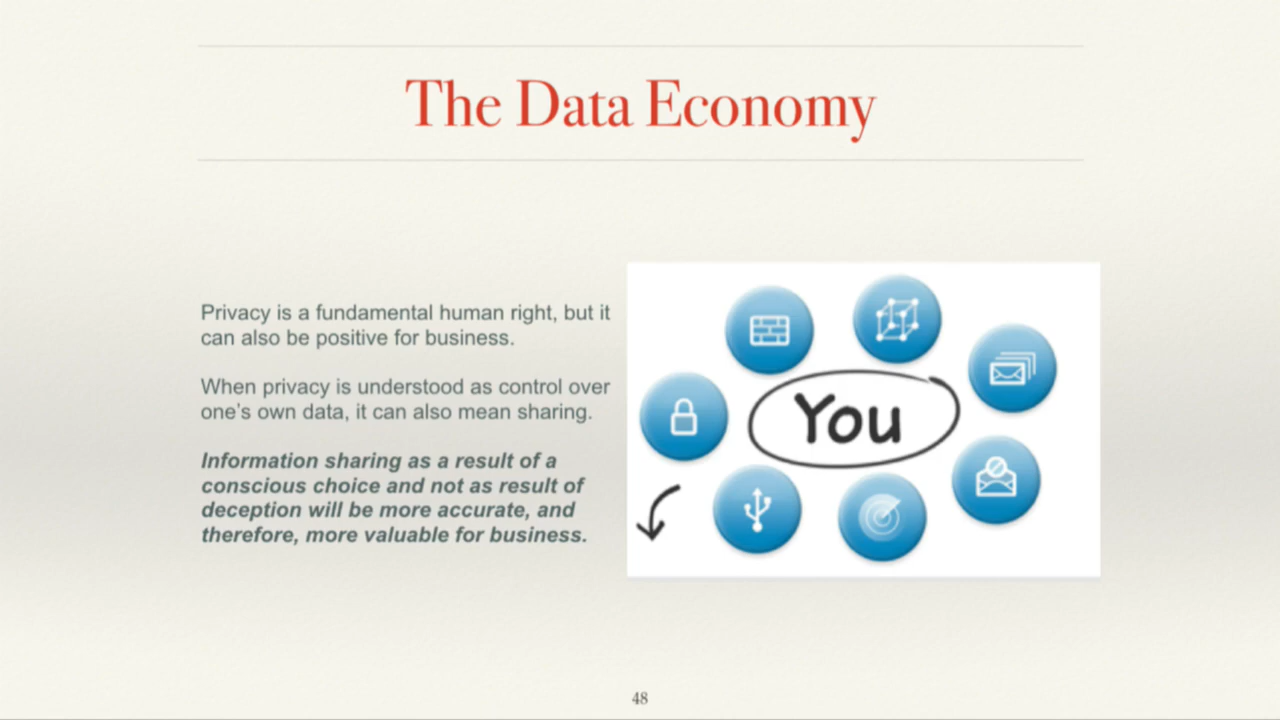 The Data Economy
Privacy is a fundamental human right, but it
can also be positive for business.
When privacy is understood as control over
one's own data, it can also mean sharing.
Information sharing as a result of a
conscious choice and not as result of
deception will be more accurate, and
therefore, more valuable for business.
You
48